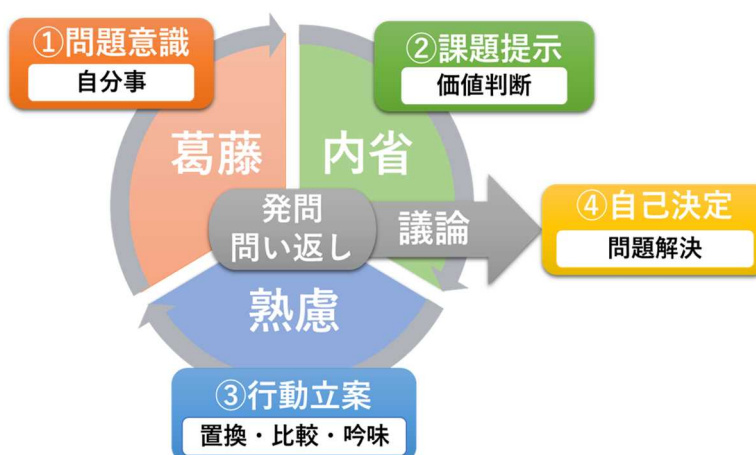 ①問題意識
自分事
②課題提示
価値判断
葛藤
内省
発問
問い返し
議論
④自己決定
問題解決
熟慮
③行動立案
置換・比較・吟味